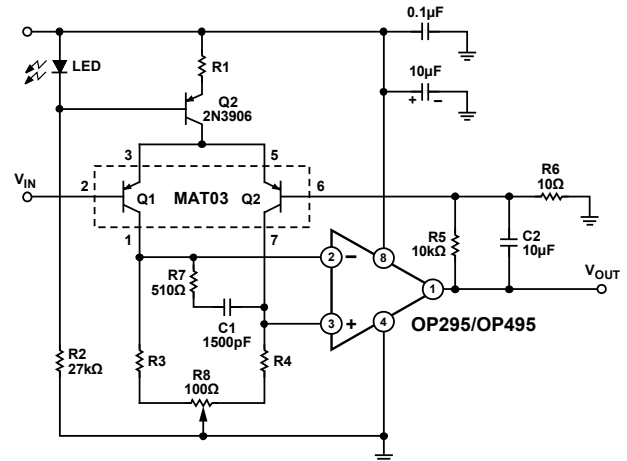 0.1µF
LED
R1
10µF
+ –
Q2
2N3906
3
5
R6
10Ω
VIN
2
Q1
MAT03
Q2
6
1
7
R5
10kΩ
C2
10µF
2
–
8
R7
510Ω
VOUT
1
C1
1500pF
3
+
4
OP295/OP495
R2
27kΩ
R3
R4
R8
100Ω